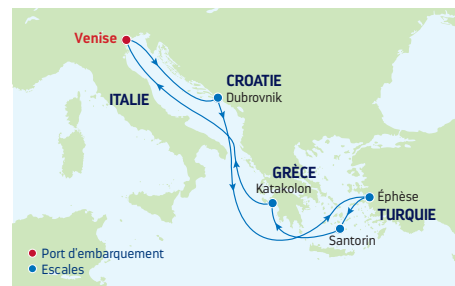 Venise
CROATIE
Dubrovnik
ITALIE
GRÈCE
Katakolon
Éphèse
TURQUIE
Santorin
Port d'embarquement
Escales